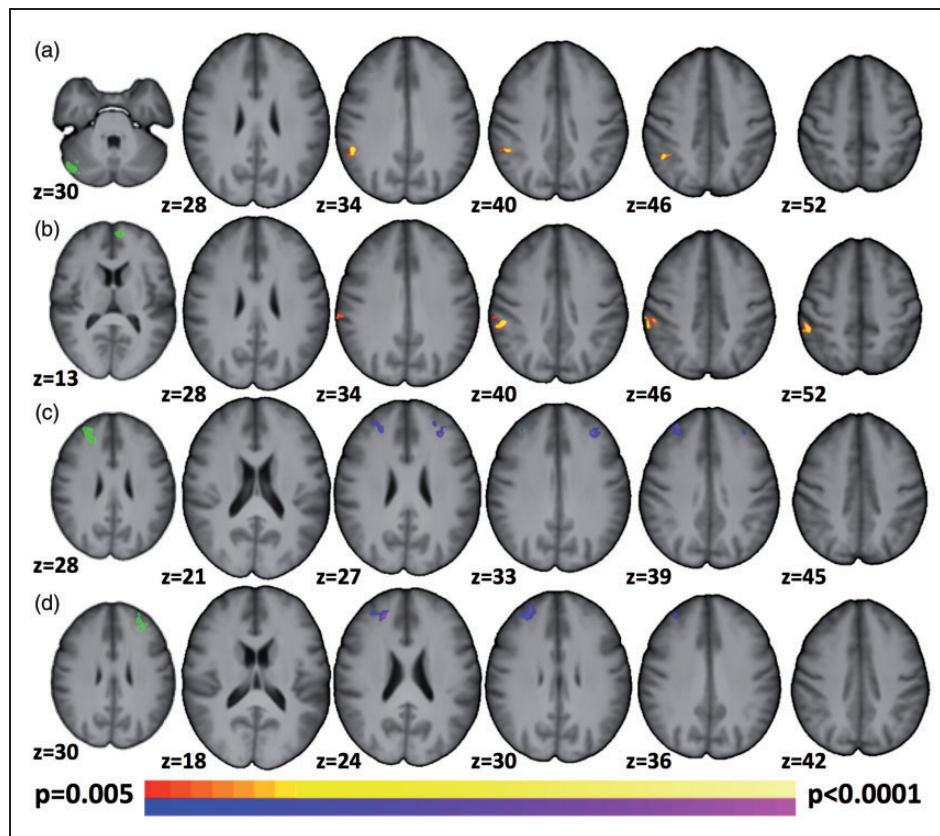 (a)
z=30 z=28 z=34 z=40 z=46 z=52
(b)
z=13 z=28 z=34 z=40 z=46 z=52
(c)
z=28 z=21 z=27 z=33 z=39 z=45
(d)
z=30 z=18 z=24 z=30 z=36 z=42
p=0.005 p<0.0001